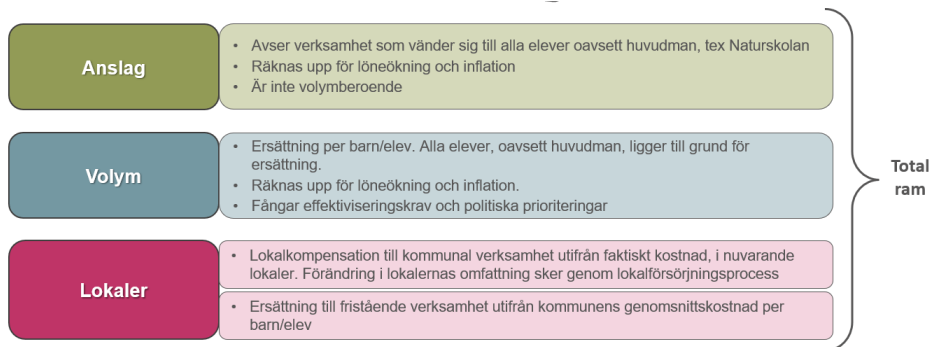 Anslag
• Avser verksamhet som vänder sig till alla elever oavsett huvudman, tex Naturskolan
• Räknas upp för löneökning och inflation
• Är inte volymberoende
Volym
• Ersättning per barn/elev. Alla elever, oavsett huvudman, ligger till grund för
ersättning.
• Räknas upp för löneökning och inflation.
• Fångar effektiviseringskrav och politiska prioriteringar
Lokaler
• Lokalkompensation till kommunal verksamhet utifrån faktiskt kostnad, i nuvarande
lokaler. Förändring i lokalernas omfattning sker genom lokalförsörjningsprocess
• Ersättning till fristående verksamhet utifrån kommunens genomsnittskostnad per
barn/elev
Total
ram